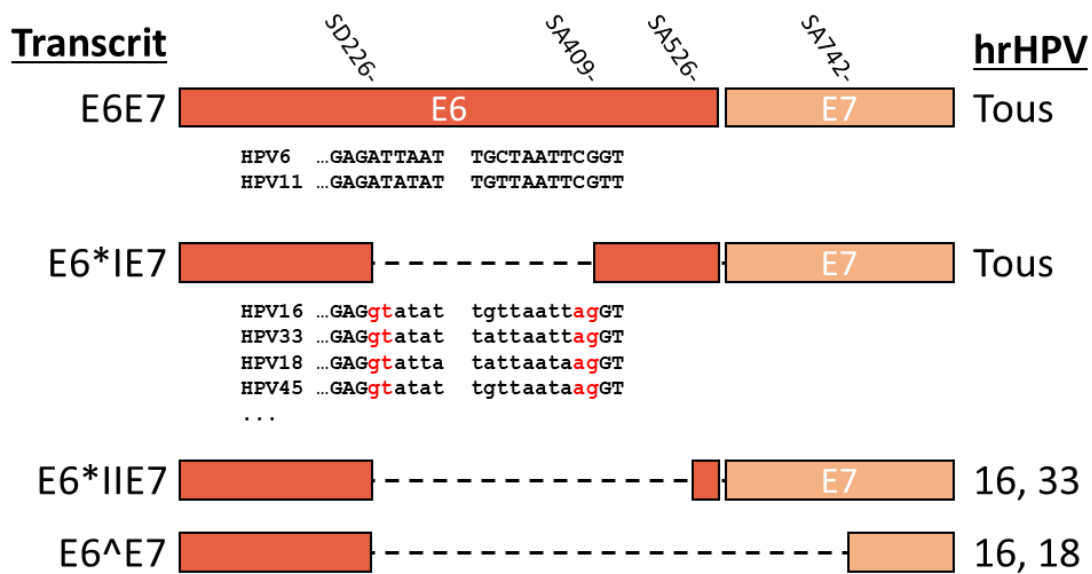 SD226- SA409- SA526- SA742-
Transcrit hrHPV
E6E7 E6 E7 Tous
HPV6 …GAGATTAAT TGCTAATTCGGT
HPV11 …GAGATATAT TGTTAATTCGTT
E6*IE7 E7 Tous
HPV16 …GAGgtatat tgttaattagGT
HPV33 …GAGgtatat tattaattagGT
HPV18 …GAGgtatta tattaataagGT
HPV45 …GAGgtatat tgttaataagGT
...
E6*IIE7 E7 16, 33
E6^E7 16, 18